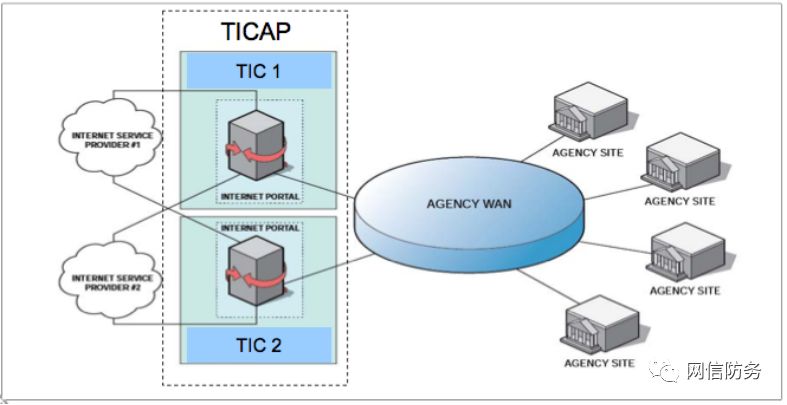 TICAP
TIC 1
INTERNET SERVICE
PROVIDER #1
INTERNET PORTAL
INTERNET PORTAL
INTERNET SERVICE
PROVIDER #2
TIC 2
AGENCY WAN
AGENCY SITE
AGENCY SITE
AGENCY SITE
AGENCY SITE
网信防务